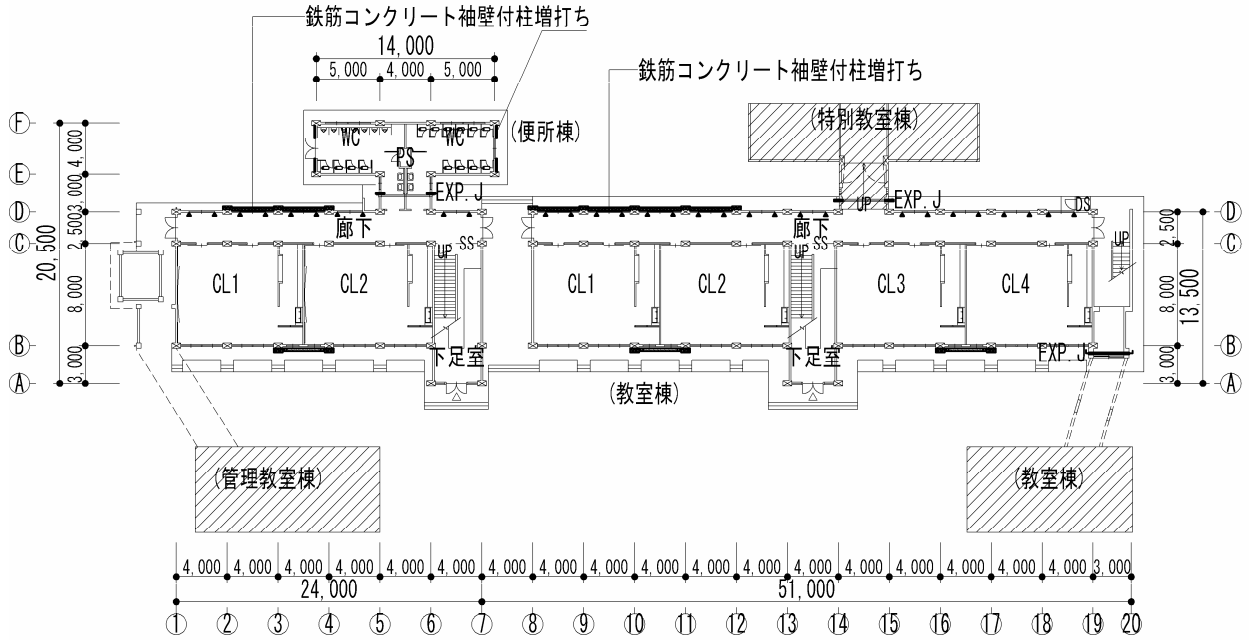 鉄筋コンクリート袖壁付柱増打ち
14,000
5,000 4,000 5,000
鉄筋コンクリート袖壁付柱増打ち
(特別教室棟)
F
WC WC
(便所棟)
4,000
PS
E
3,000
EXP.J
UP
EXP.J
DS
D
D
2,500
廊下
廊下
2,500
UP
C
SS
SS
C
20,500
UP
UP
CL1 CL2 CL1 CL2 CL3 CL4
8,000
8,000
13,500
B
下足室
下足室
EXP.J
B
3,000
3,000
A
(教室棟)
A
(管理教室棟)
(教室棟)
4,000 4,000 4,000 4,000 4,000 4,000 4,000 4,000 4,000 4,000 4,000 4,000 4,000 4,000 4,000 4,000 4,000 4,000 3,000
24,000 51,000
1 2 3 4 5 6 7 8 9 10 11 12 13 14 15 16 17 18 19 20